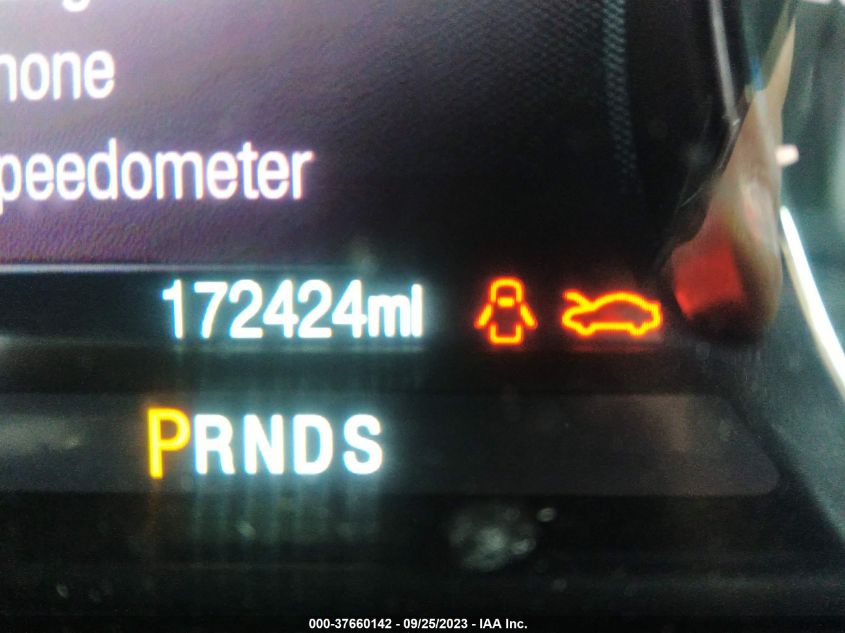 hone
peedometer
172424mi
PRNDS
000-37660142 - 09/25/2023 - IAA Inc.